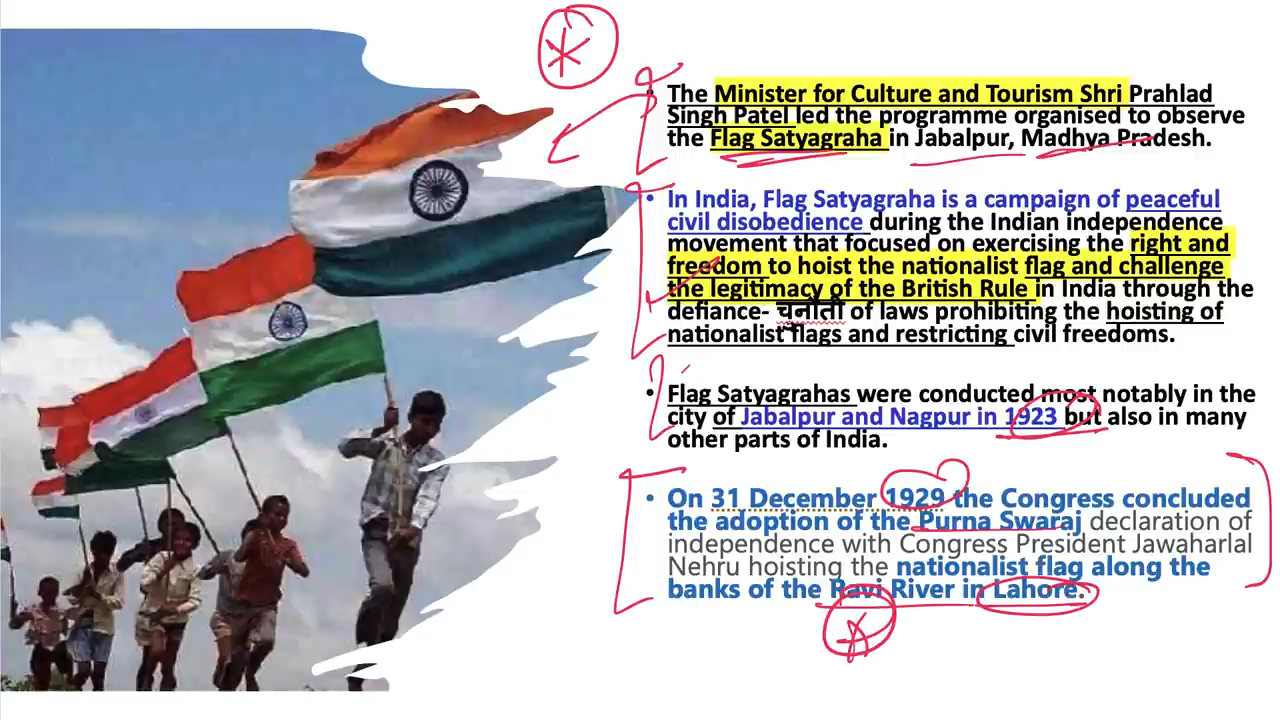 • The Minister for Culture and Tourism Shri Prahlad
Singh Patel led the programme organised to observe
the Flag Satyagraha in Jabalpur, Madhya Pradesh.
• In India, Flag Satyagraha is a campaign of peaceful
civil disobedience during the Indian independence
movement that focused on exercising the right and
freedom to hoist the nationalist flag and challenge
the legitimacy of the British Rule in India through the
defiance- चुनौती of laws prohibiting the hoisting of
nationalist flags and restricting civil freedoms.
• Flag Satyagrahas were conducted most notably in the
city of Jabalpur and Nagpur in 1923 but also in many
other parts of India.
• On 31 December 1929 the Congress concluded
the adoption of the Purna Swaraj declaration of
independence with Congress President Jawaharlal
Nehru hoisting the nationalist flag along the
banks of the Ravi River in Lahore.